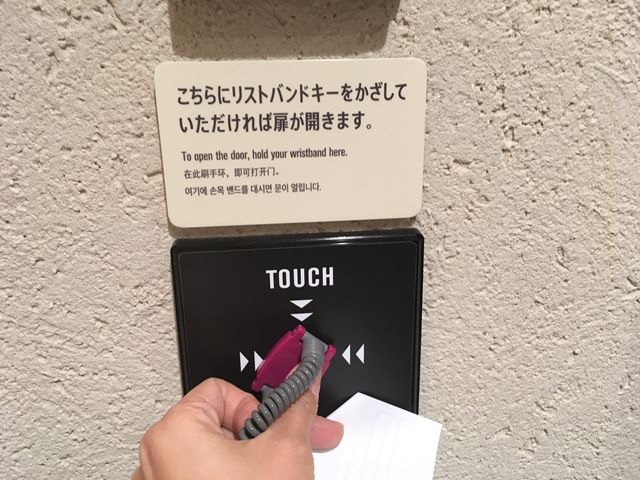 こちらにリストバンドキーをかざして
いただければ扉が開きます。
To open the door, hold your wristband here.
在此刷手环，即可打开门。
여기에 손목 밴드를 대시면 문이 열립니다.
TOUCH